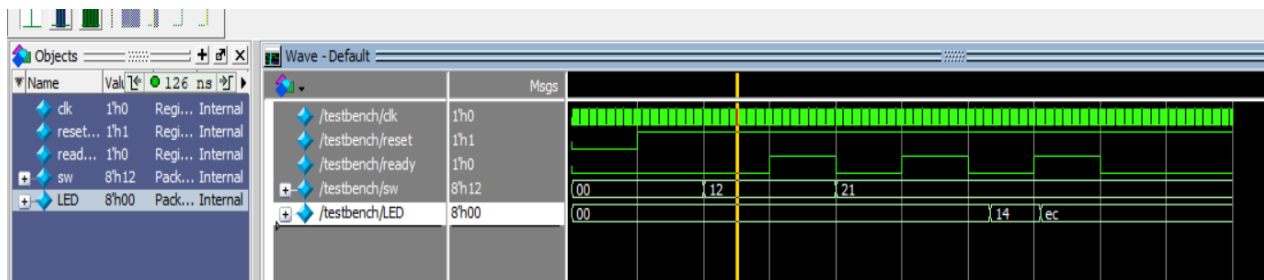 Objects
Name Valu 126 ns
clk 1'h0 Regi... Internal
reset... 1'h1 Regi... Internal
read... 1'h0 Regi... Internal
sw 8'h12 Pack... Internal
LED 8'h00 Pack... Internal
Wave - Default
Msgs
/testbench/clk 1'h0
/testbench/reset 1'h1
/testbench/ready 1'h0
/testbench/sw 8'h12 00 12 21
/testbench/LED 8'h00 00 14 ec